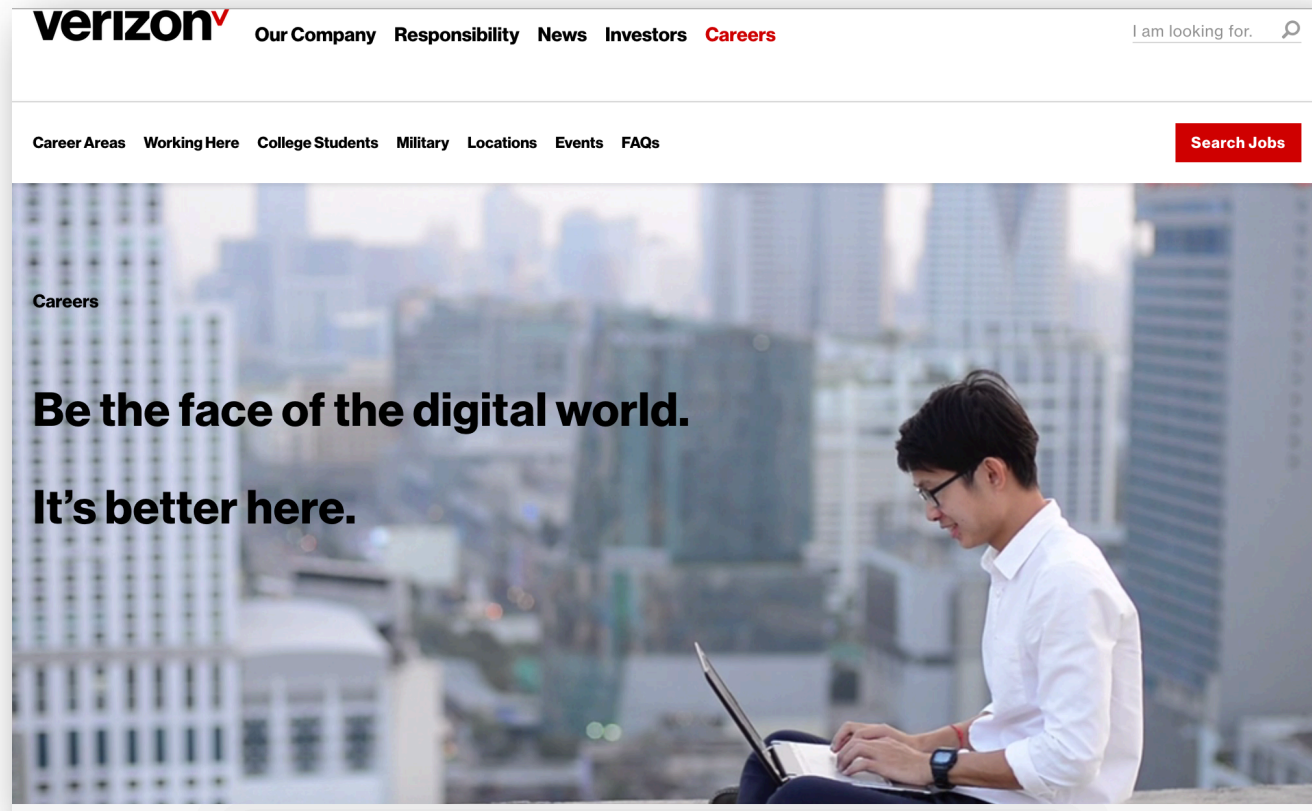 verizon✓
Our Company Responsibility News Investors Careers
I am looking for.
Career Areas Working Here College Students Military Locations Events FAQs
Search Jobs
Careers
Be the face of the digital world.
It’s better here.